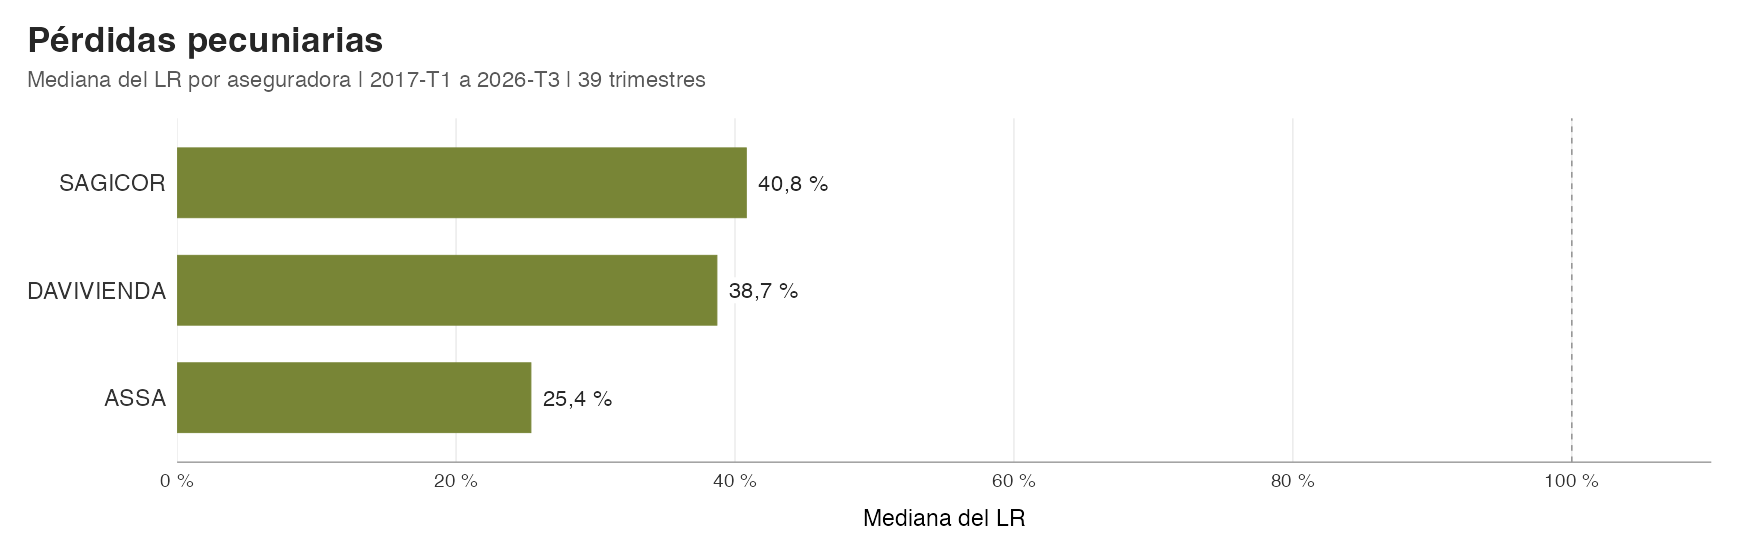 Pérdidas pecuniarias
Mediana del LR por aseguradora | 2017-T1 a 2026-T3 | 39 trimestres
SAGICOR
40,8 %
DAVIVIENDA
38,7 %
ASSA
25,4 %
0 %
20 %
40 %
60 %
80 %
100 %
Mediana del LR